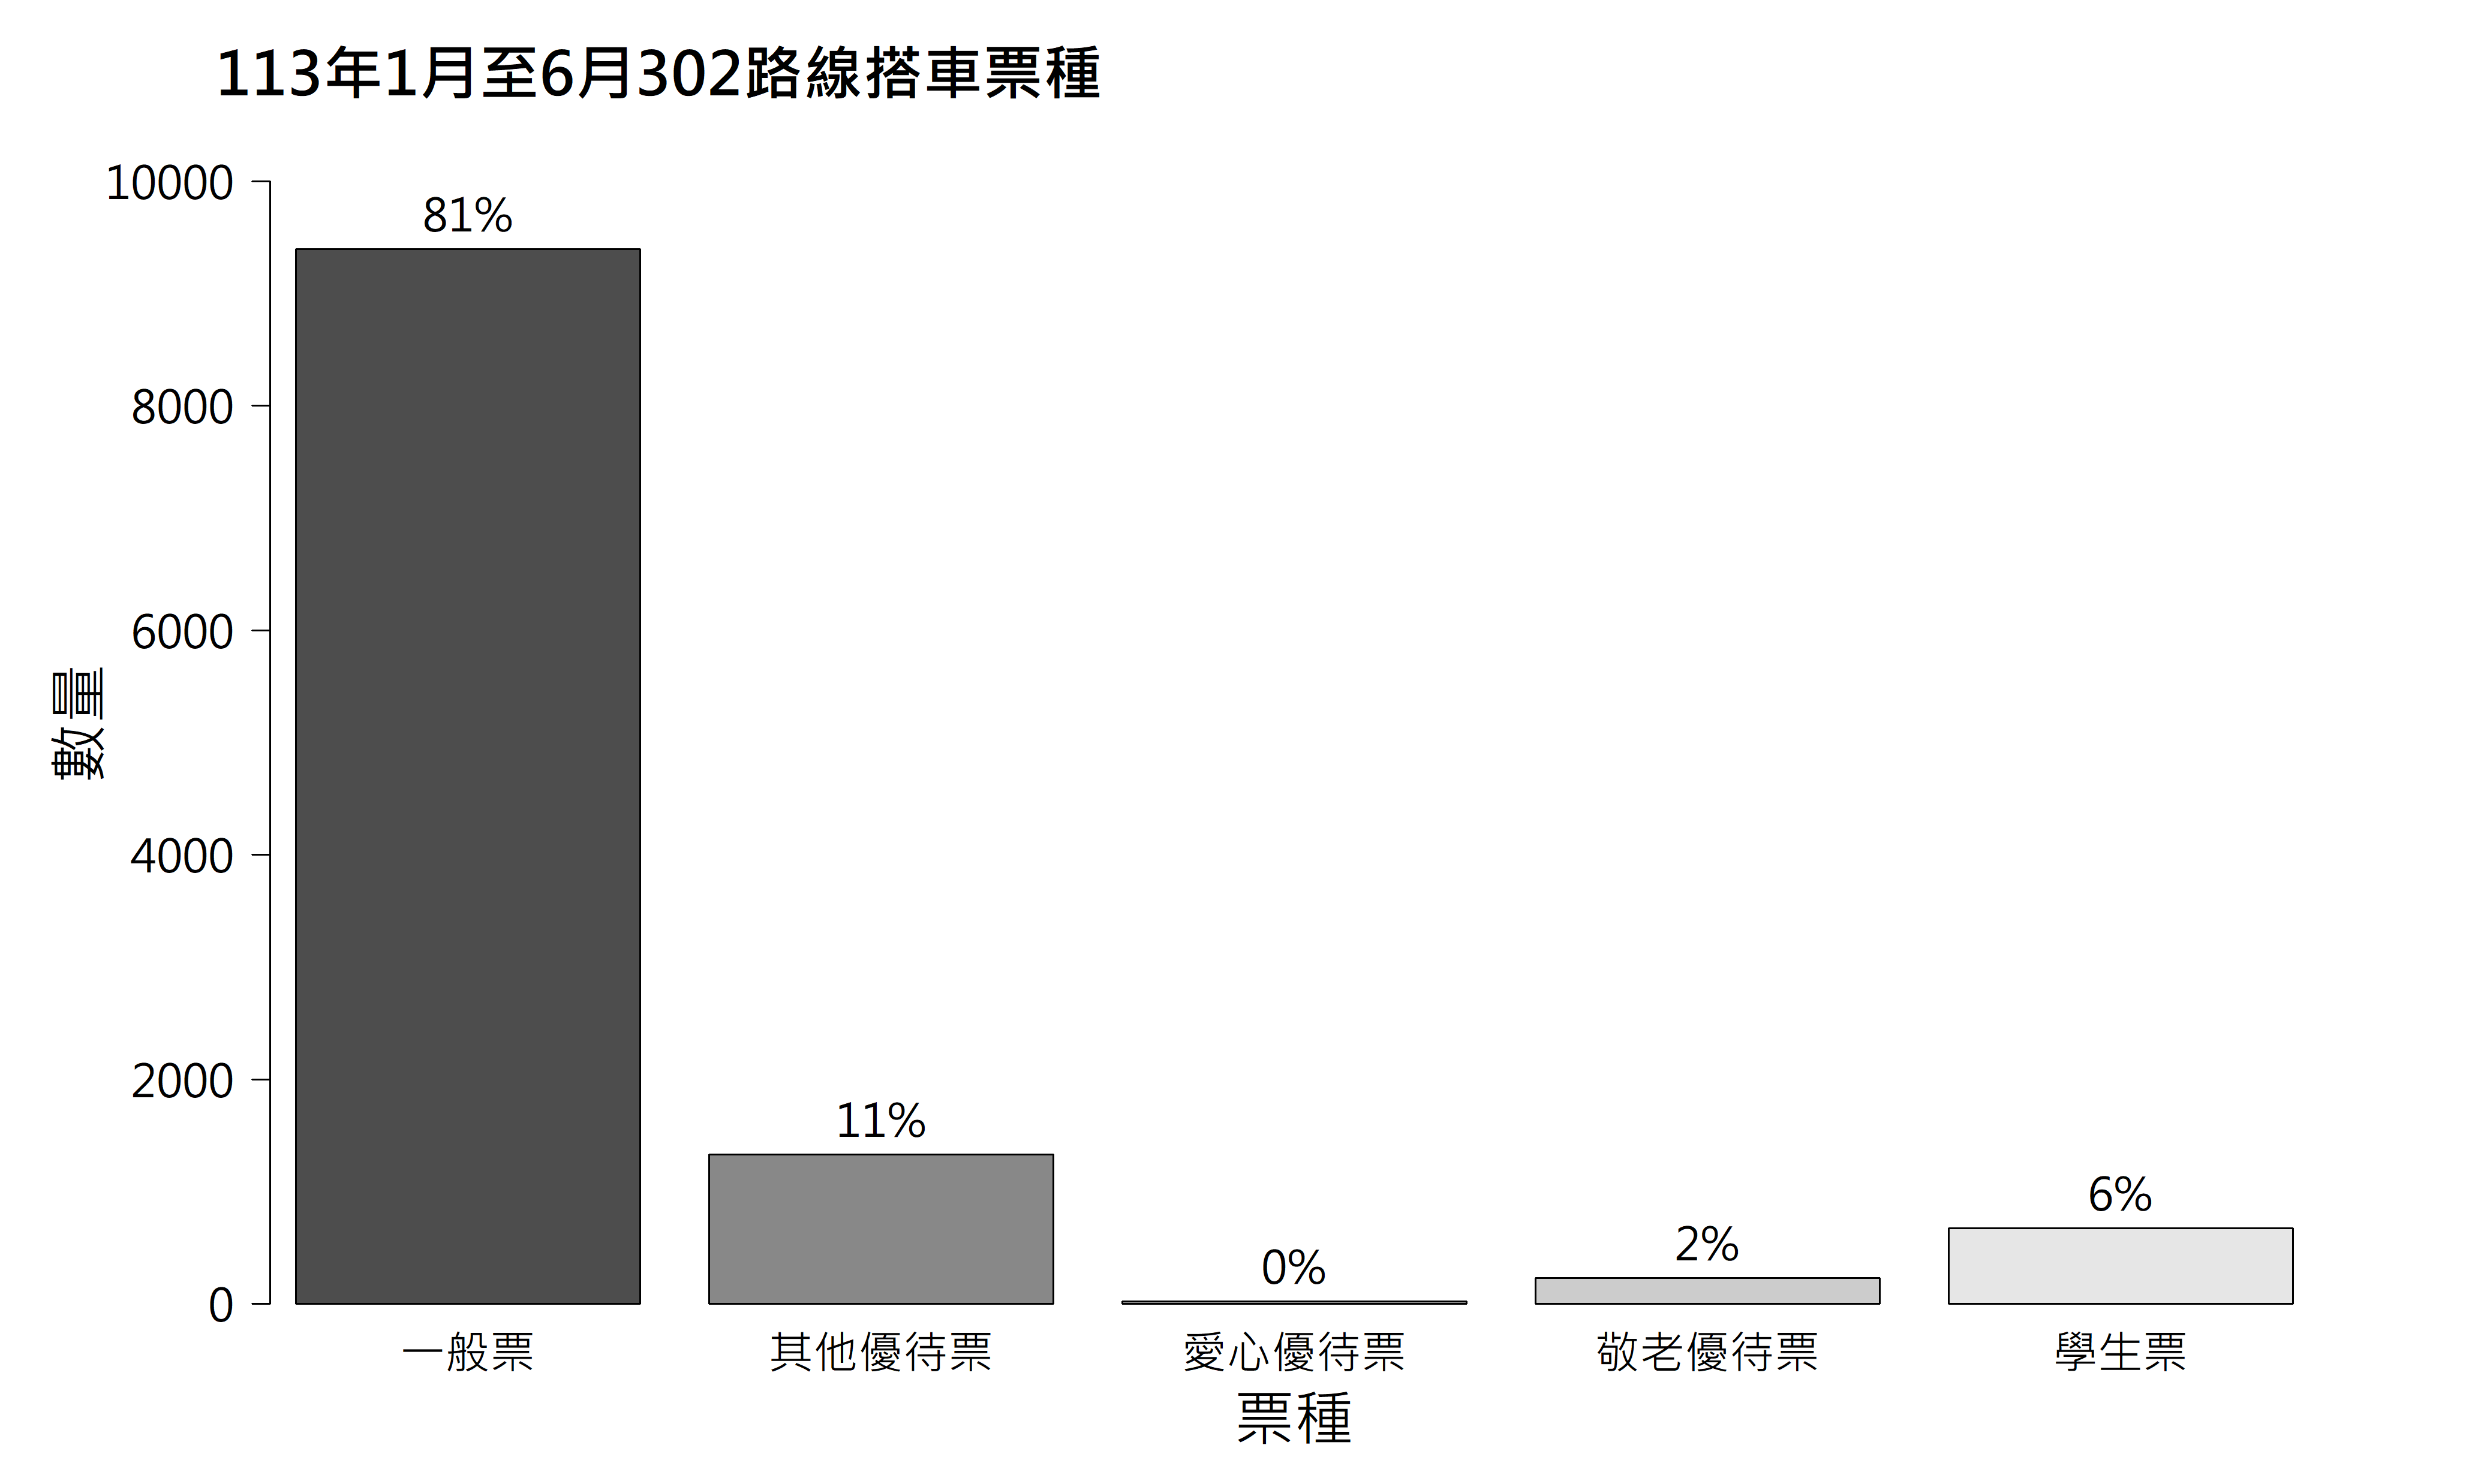 113年1月至6月302路線搭車票種
10000
8000
6000
4000
2000
0
數量
81%
11%
0%
2%
6%
一般票
其他優待票
愛心優待票
敬老優待票
學生票
票種